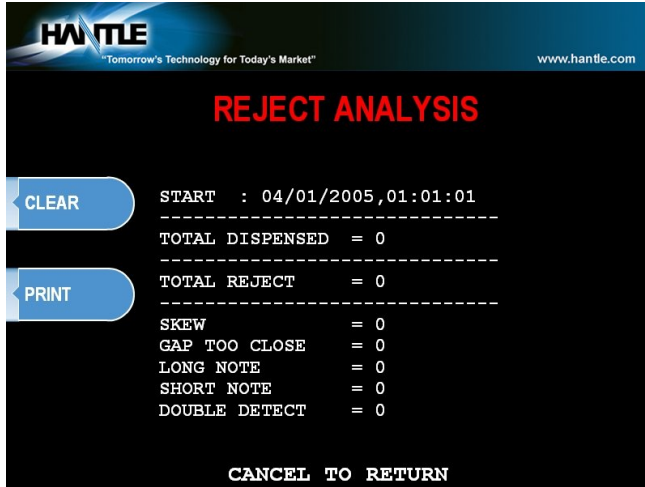 HANTLE
"Tomorrow's Technology for Today's Market"
www.hantle.com
REJECT ANALYSIS
CLEAR
START : 04/01/2005,01:01:01
------------------------------
TOTAL DISPENSED = 0
------------------------------
PRINT
TOTAL REJECT = 0
------------------------------
SKEW = 0
GAP TOO CLOSE = 0
LONG NOTE = 0
SHORT NOTE = 0
DOUBLE DETECT = 0
CANCEL TO RETURN